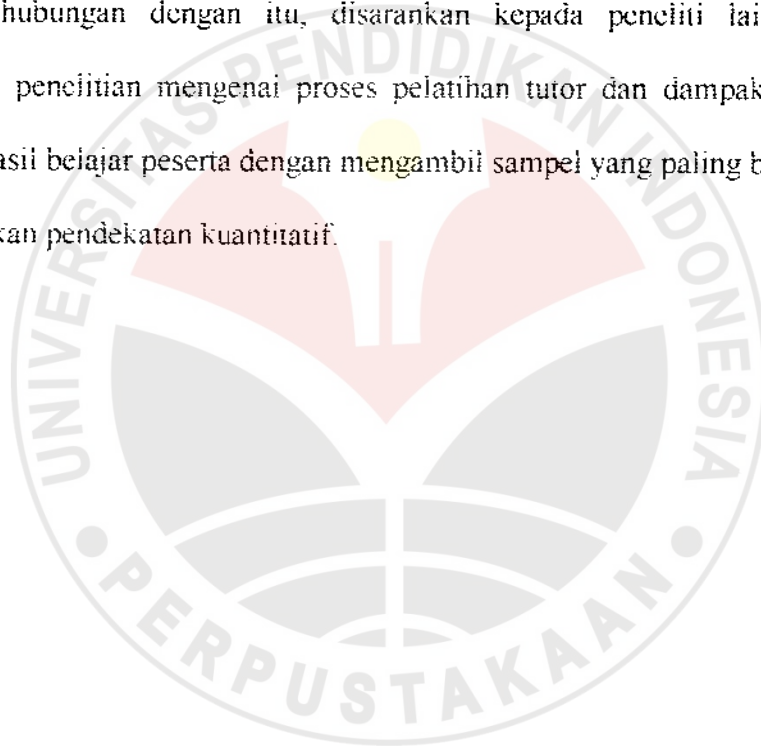 hubungan dengan itu, disarankan kepada peneliti lai
penelitian mengenai proses pelatihan tutor dan dampak
asil belajar peserta dengan mengambil sampel yang paling b
kan pendekatan kuantitatif.
UNIVERSITAS PENDIDIKAN INDONESIA
PERPUSTAKAAN